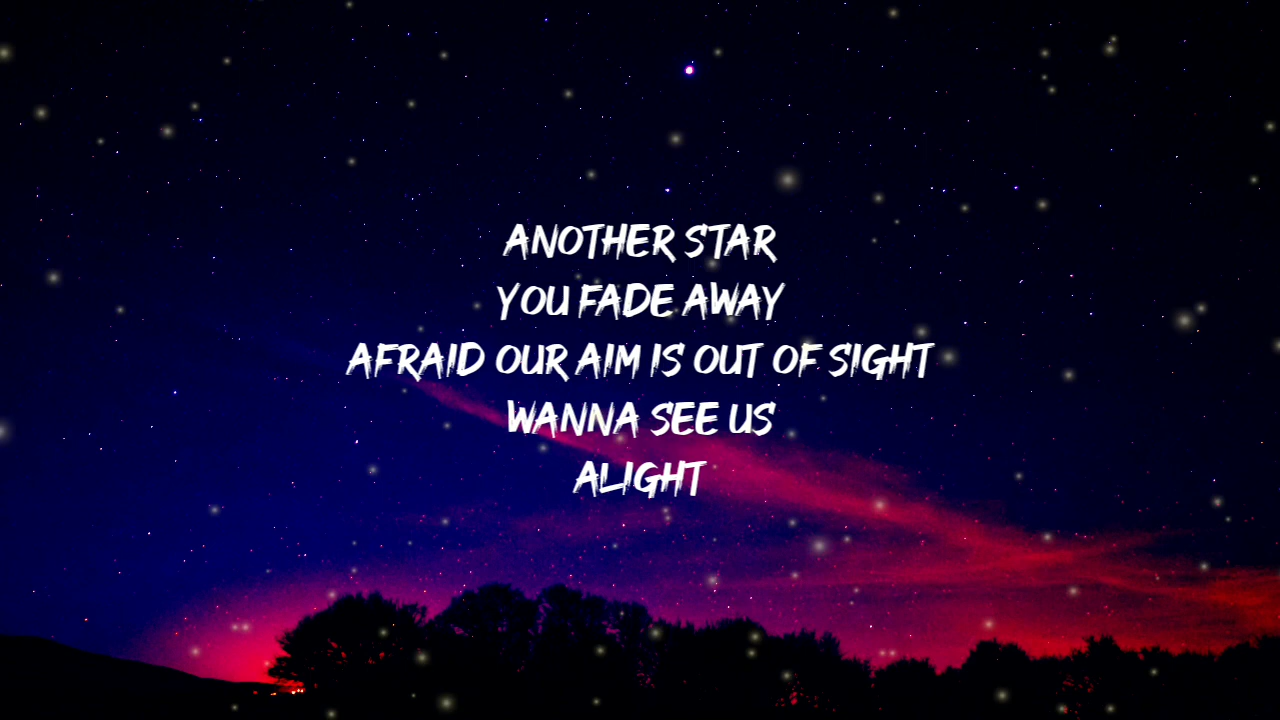 ANOTHER STAR
YOU FADE AWAY
AFRAID OUR AIM IS OUT OF SIGHT
WANNA SEE US
ALIGHT